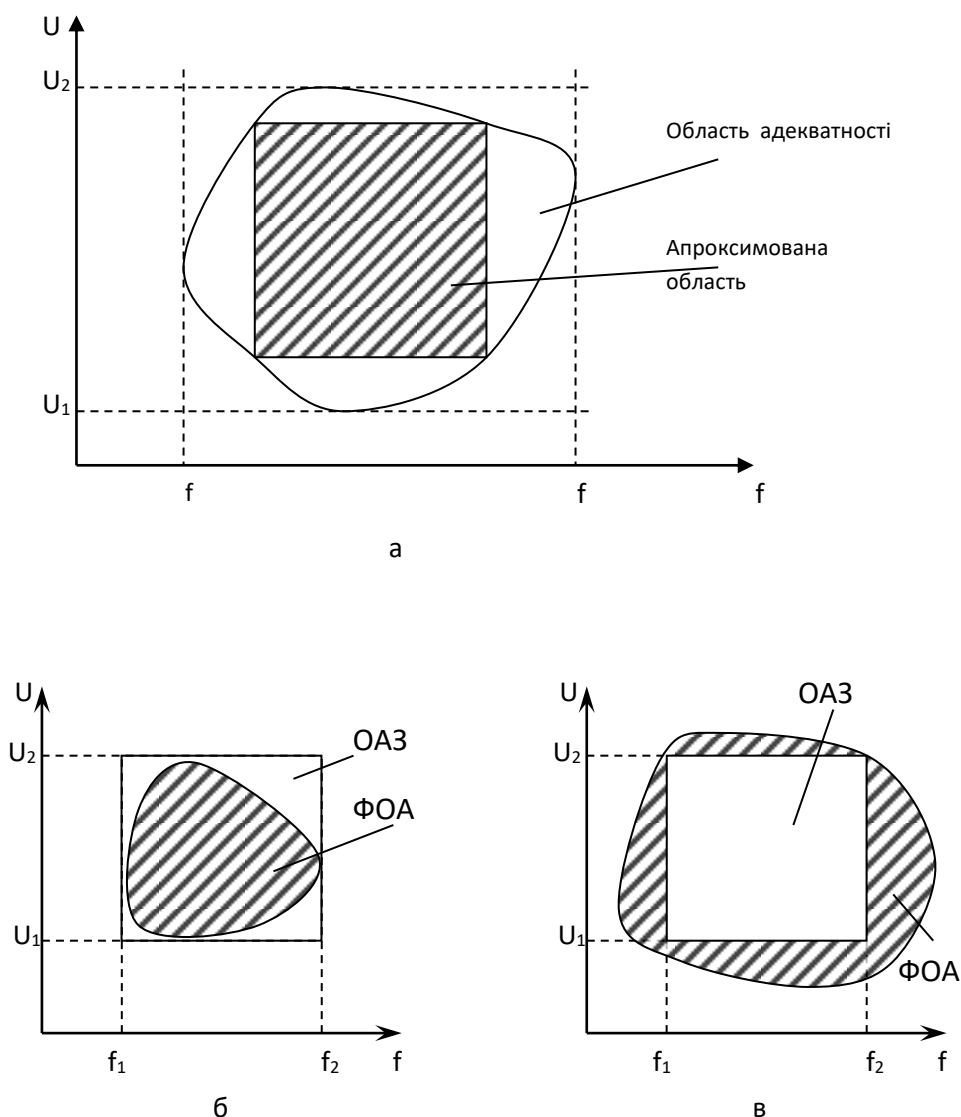 U
U₂
Область адекватності
Апроксимована
область
U₁
f
f
f
а
U
U₂
ОАЗ
ФОА
U₁
f₁
f₂
f
б
U
ОАЗ
U₂
U₁
ФОА
f₁
f₂
f
в